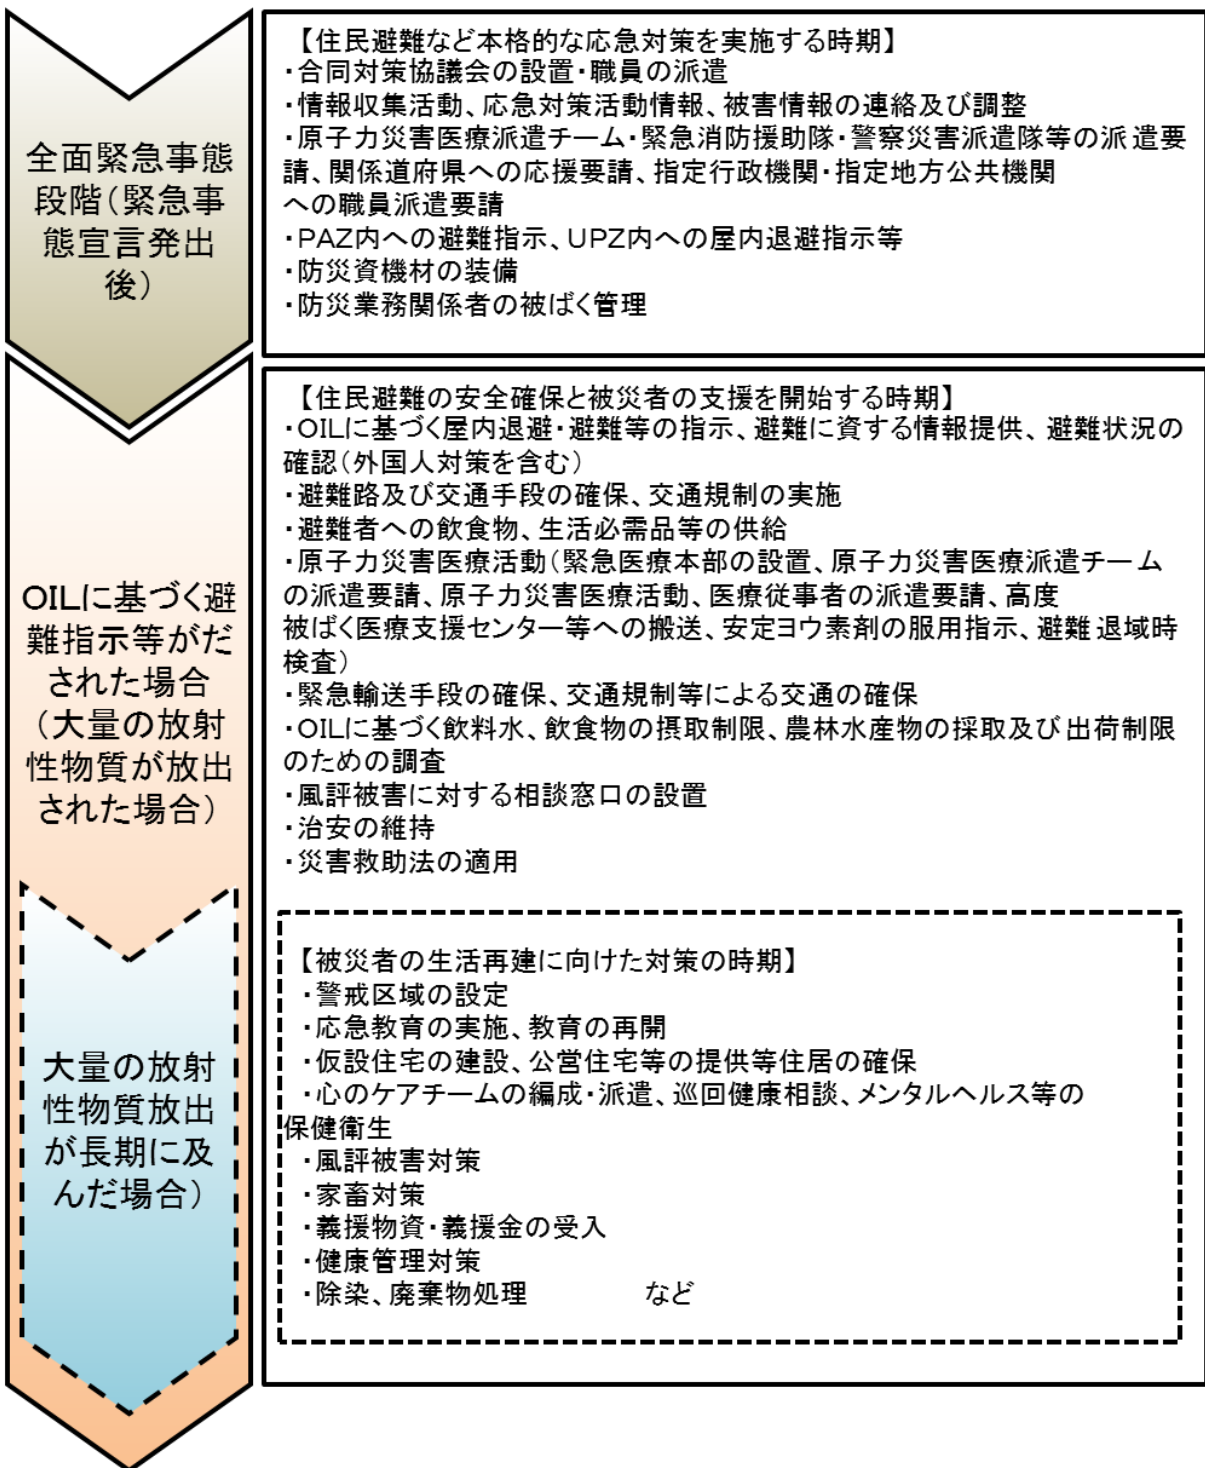 全面緊急事態
段階（緊急事
態宣言発出
後）
【住民避難など本格的な応急対策を実施する時期】
・合同対策協議会の設置・職員の派遣
・情報収集活動、応急対策活動情報、被害情報の連絡及び調整
・原子力災害医療派遣チーム・緊急消防援助隊・警察災害派遣隊等の派遣要
請、関係道府県への応援要請、指定行政機関・指定地方公共機関
への職員派遣要請
・PAZ内への避難指示、UPZ内への屋内退避指示等
・防災資機材の装備
・防災業務関係者の被ばく管理
OILに基づく避
難指示等がだ
された場合
（大量の放射
性物質が放出
された場合）
【住民避難の安全確保と被災者の支援を開始する時期】
・OILに基づく屋内退避・避難等の指示、避難に資する情報提供、避難状況の
確認（外国人対策を含む）
・避難路及び交通手段の確保、交通規制の実施
・避難者への飲食物、生活必需品等の供給
・原子力災害医療活動（緊急医療本部の設置、原子力災害医療派遣チーム
の派遣要請、原子力災害医療活動、医療従事者の派遣要請、高度
被ばく医療支援センター等への搬送、安定ヨウ素剤の服用指示、避難退域時
検査）
・緊急輸送手段の確保、交通規制等による交通の確保
・OILに基づく飲料水、飲食物の摂取制限、農林水産物の採取及び出荷制限
のための調査
・風評被害に対する相談窓口の設置
・治安の維持
・災害救助法の適用
大量の放射
性物質放出
が長期に及
んだ場合）
【被災者の生活再建に向けた対策の時期】
・警戒区域の設定
・応急教育の実施、教育の再開
・仮設住宅の建設、公営住宅等の提供等住居の確保
・心のケアチームの編成・派遣、巡回健康相談、メンタルヘルス等の
保健衛生
・風評被害対策
・家畜対策
・義援物資・義援金の受入
・健康管理対策
・除染、廃棄物処理　　　　など